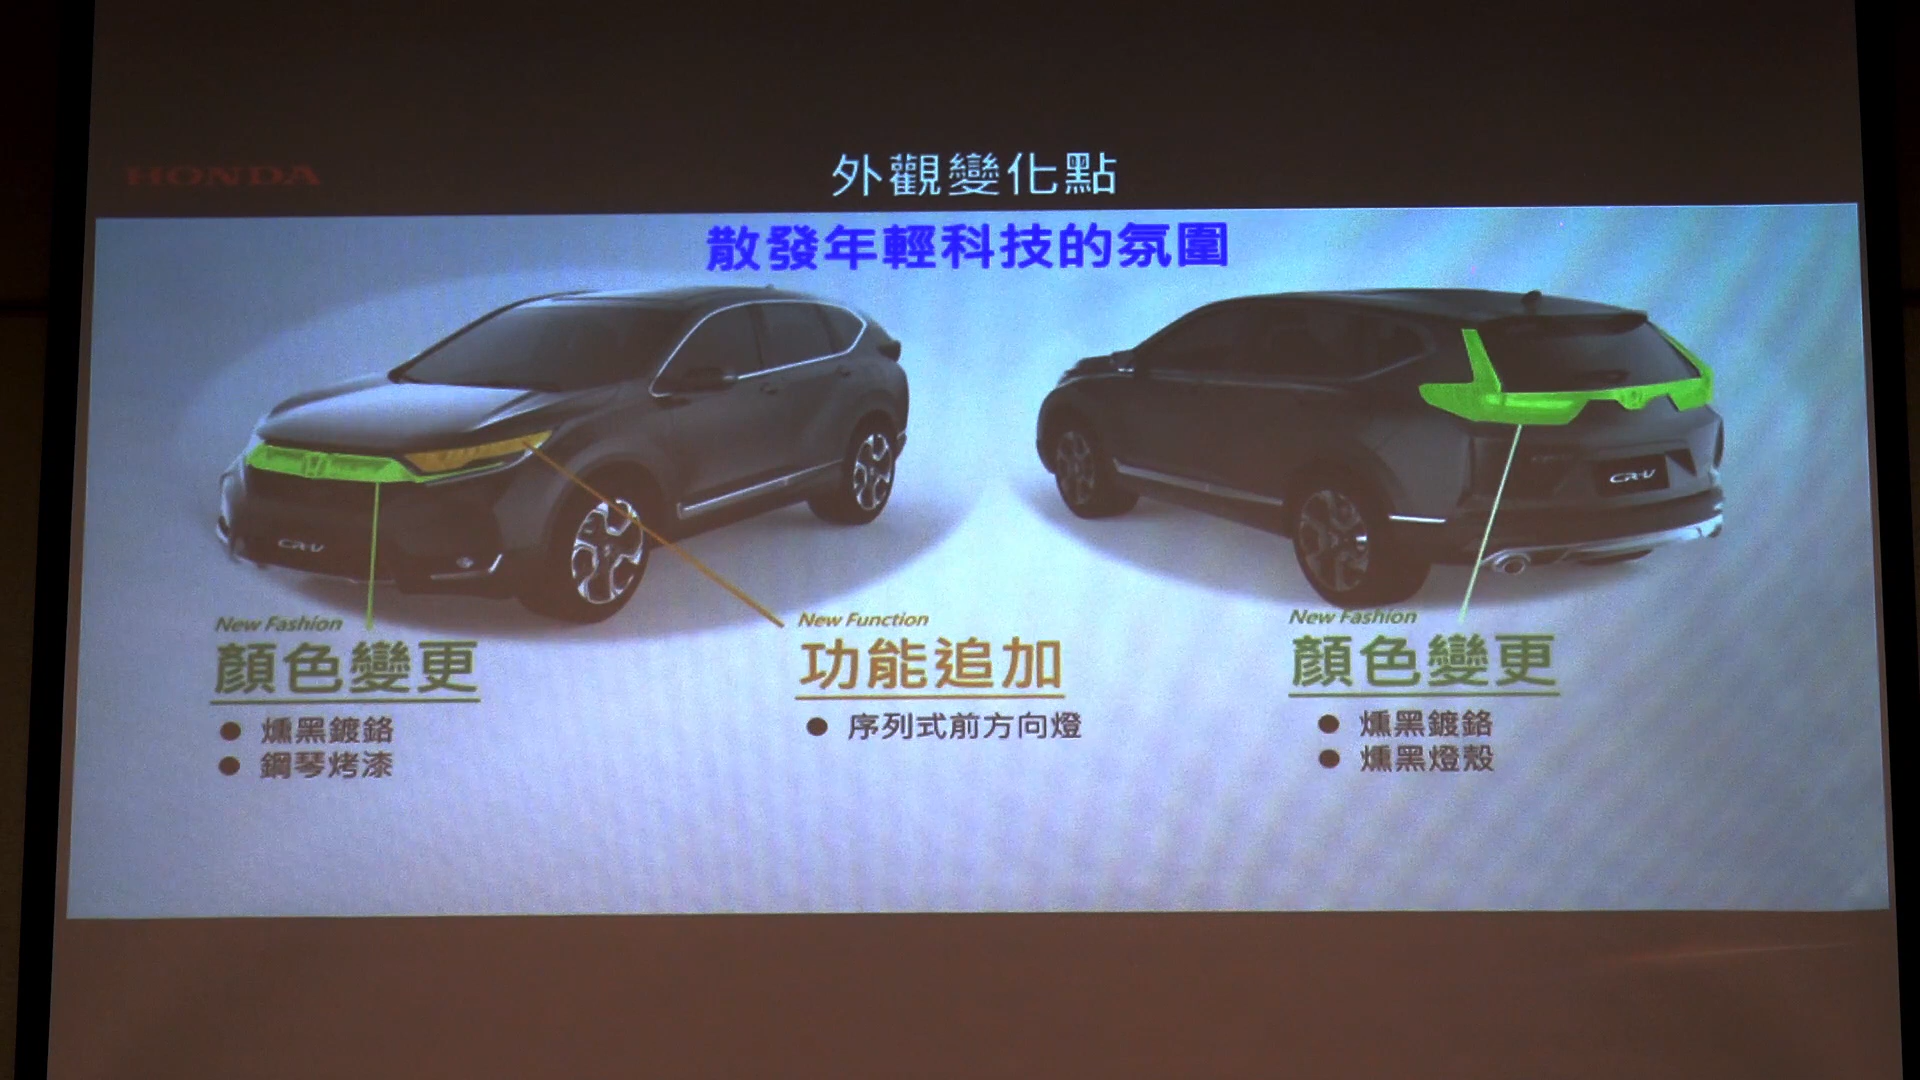 HONDA
外觀變化點
散發年輕科技的氛圍
CR-V
CR-V
New Fashion
顏色變更
● 燻黑鍍鉻
● 鋼琴烤漆
New Function
功能追加
● 序列式前方向燈
New Fashion
顏色變更
● 燻黑鍍鉻
● 燻黑燈殼